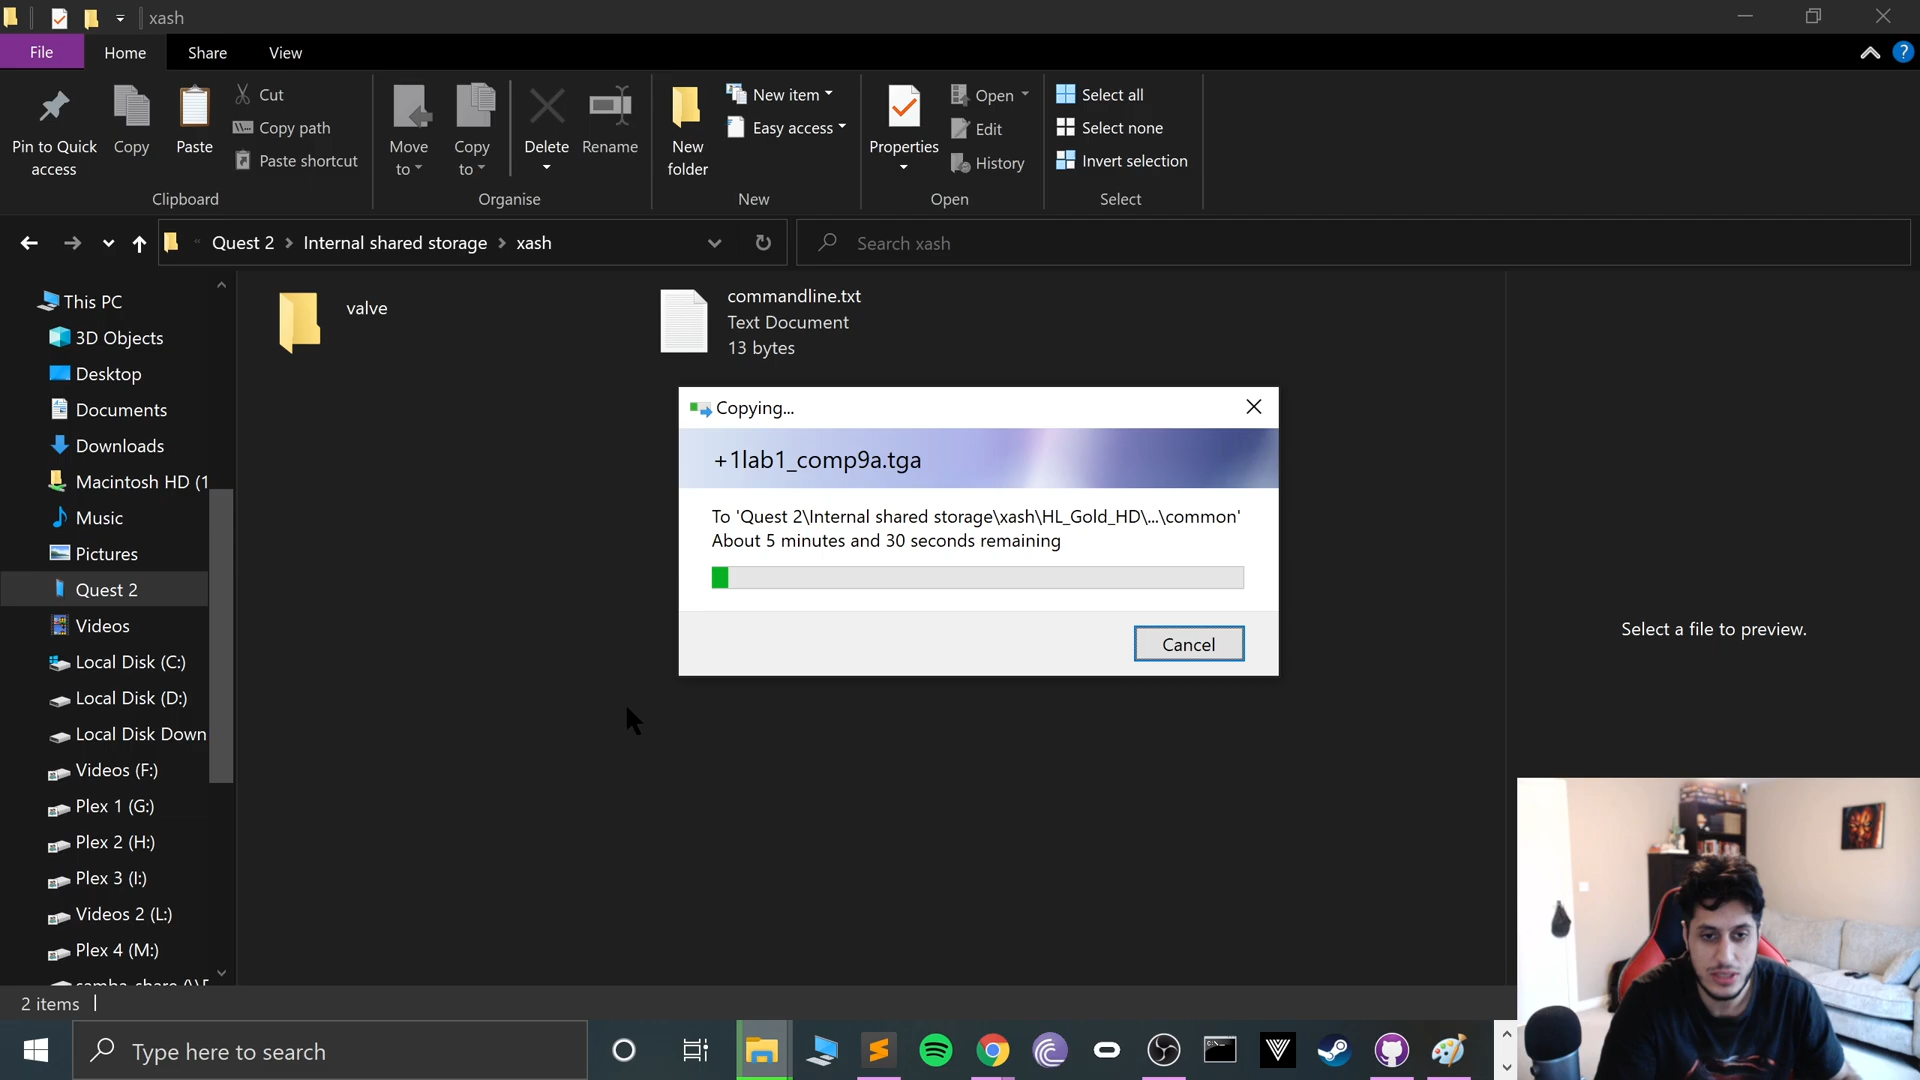 xash
File
Home
Share
View
?
Pin to Quick
access
Copy
Paste
Cut
Copy path
Paste shortcut
Clipboard
Move
to
Copy
to
Delete
Rename
Organise
New
folder
New item
Easy access
New
Properties
Open
Edit
History
Open
Select all
Select none
Invert selection
Select
Quest 2
Internal shared storage
xash
Search xash
This PC
3D Objects
Desktop
Documents
Downloads
Macintosh HD (1
Music
Pictures
Quest 2
Videos
Local Disk (C:)
Local Disk (D:)
Local Disk Down
Videos (F:)
Plex 1 (G:)
Plex 2 (H:)
Plex 3 (I:)
Videos 2 (L:)
Plex 4 (M:)
valve
commandline.txt
Text Document
13 bytes
Copying...
+1lab1_comp9a.tga
To 'Quest 2\Internal shared storage\xash\HL_Gold_HD\...\common'
About 5 minutes and 30 seconds remaining
Cancel
Select a file to preview.
2 items
Type here to search